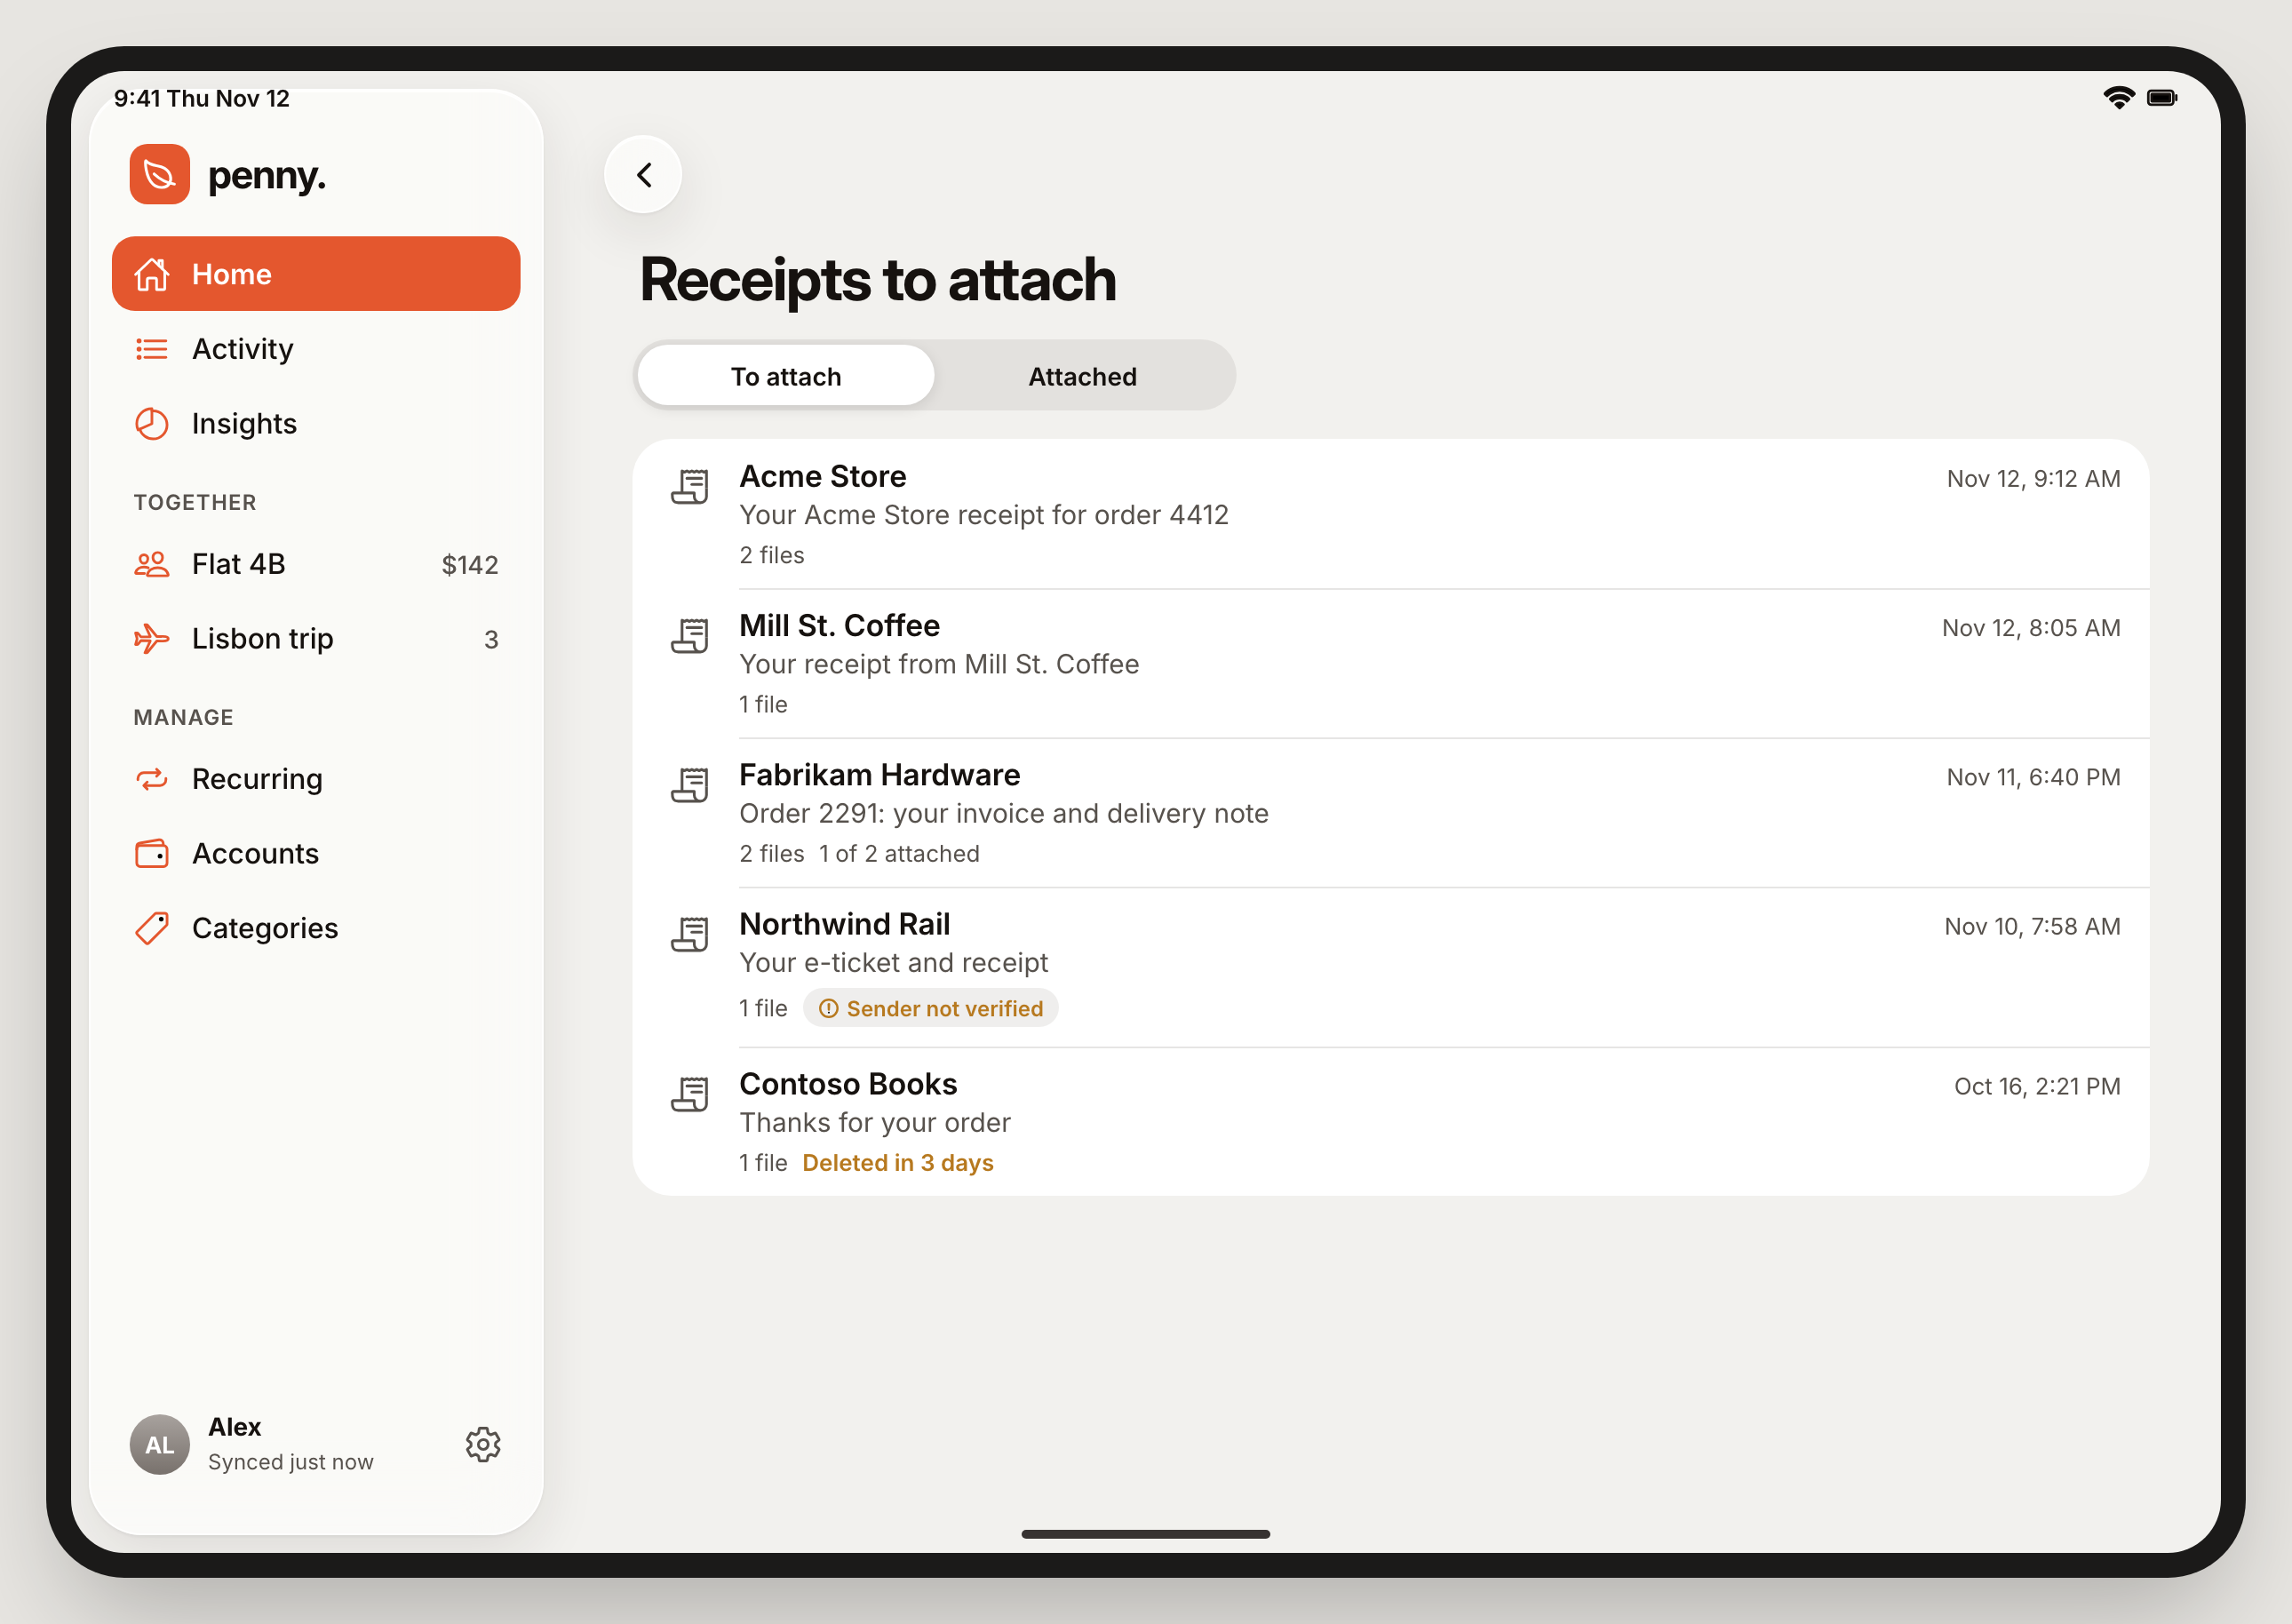 9:41 Thu Nov 12
penny.
Home
Activity
Insights
TOGETHER
Flat 4B $142
Lisbon trip 3
MANAGE
Recurring
Accounts
Categories
AL
Alex
Synced just now
Receipts to attach
To attach Attached
Acme Store Nov 12, 9:12 AM
Your Acme Store receipt for order 4412
2 files
Mill St. Coffee Nov 12, 8:05 AM
Your receipt from Mill St. Coffee
1 file
Fabrikam Hardware Nov 11, 6:40 PM
Order 2291: your invoice and delivery note
2 files 1 of 2 attached
Northwind Rail Nov 10, 7:58 AM
Your e-ticket and receipt
1 file Sender not verified
Contoso Books Oct 16, 2:21 PM
Thanks for your order
1 file Deleted in 3 days